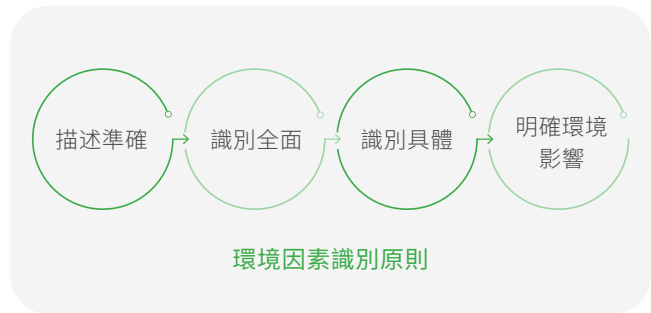 描述準確
識別全面
識別具體
明確環境
影響
環境因素識別原則